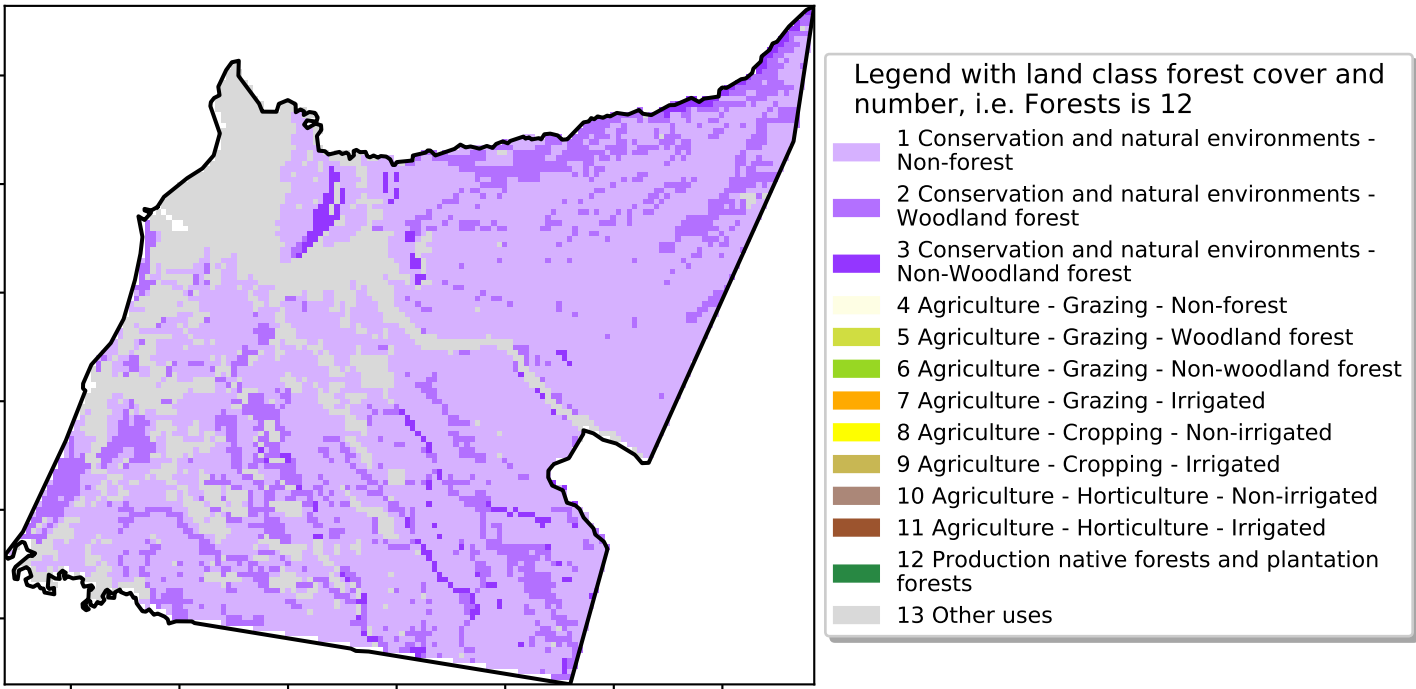 Legend with land class forest cover and
number, i.e. Forests is 12
1 Conservation and natural environments -
Non-forest
2 Conservation and natural environments -
Woodland forest
3 Conservation and natural environments -
Non-Woodland forest
4 Agriculture - Grazing - Non-forest
5 Agriculture - Grazing - Woodland forest
6 Agriculture - Grazing - Non-woodland forest
7 Agriculture - Grazing - Irrigated
8 Agriculture - Cropping - Non-irrigated
9 Agriculture - Cropping - Irrigated
10 Agriculture - Horticulture - Non-irrigated
11 Agriculture - Horticulture - Irrigated
12 Production native forests and plantation
forests
13 Other uses